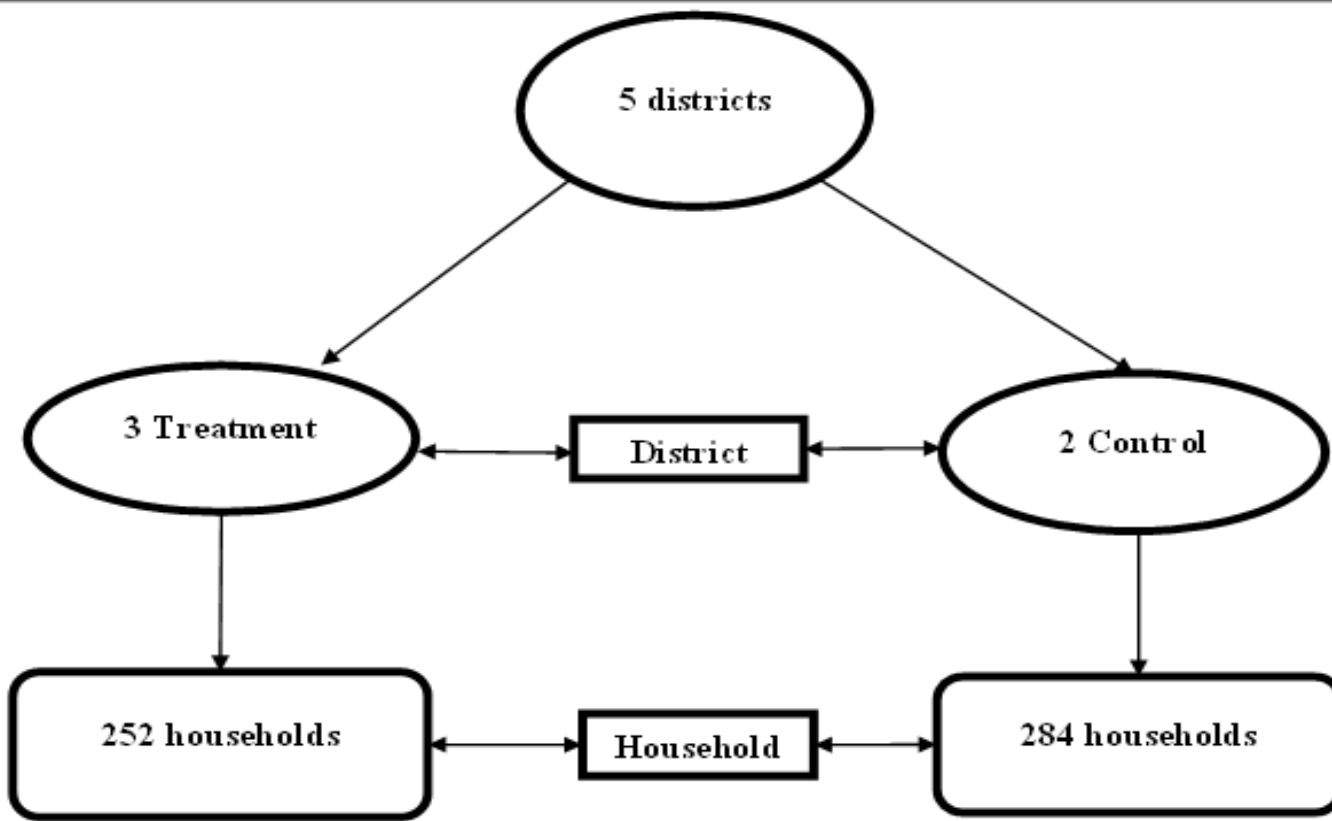 5 districts
3 Treatment
District
2 Control
252 households
Household
284 households